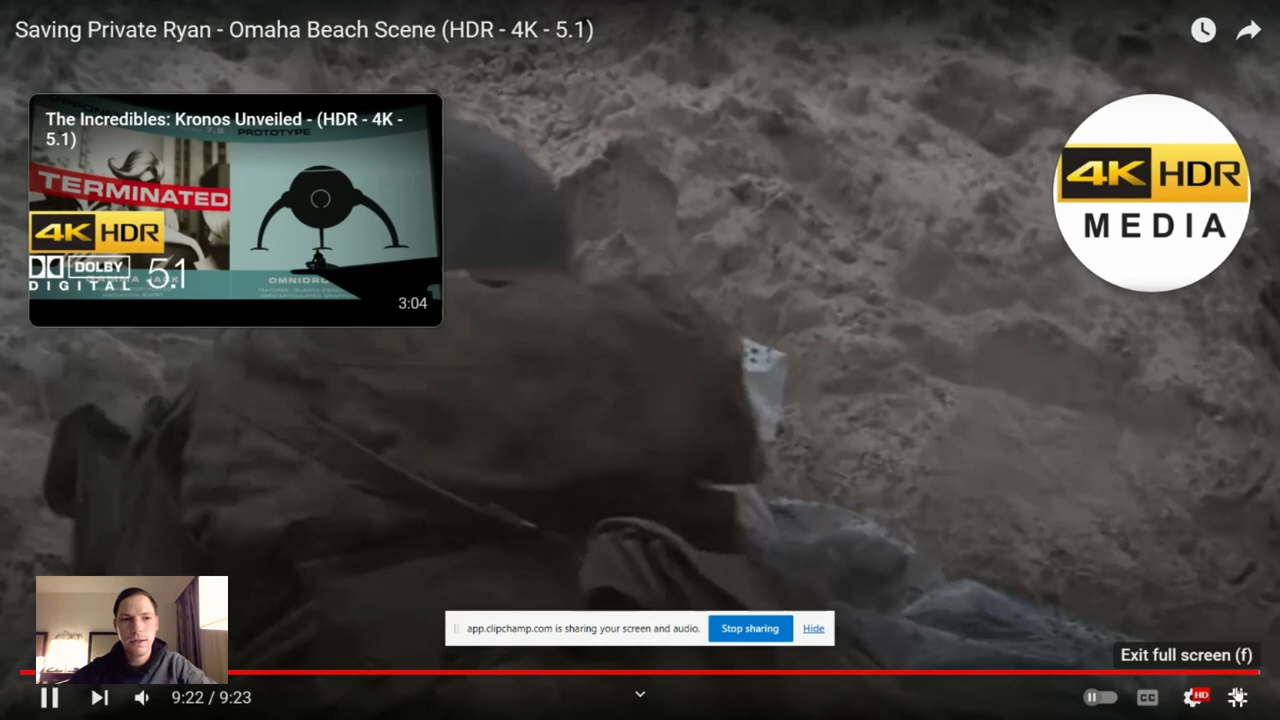 Saving Private Ryan - Omaha Beach Scene (HDR - 4K - 5.1)
The Incredibles: Kronos Unveiled - (HDR - 4K -
5.1)
PROTOTYPE
TERMINATED
4K HDR
DOLBY
DIGITAL 5.1
3:04
4K HDR
MEDIA
app.clipchamp.com is sharing your screen and audio. Stop sharing Hide
Exit full screen (f)
9:22 / 9:23
CC
HD